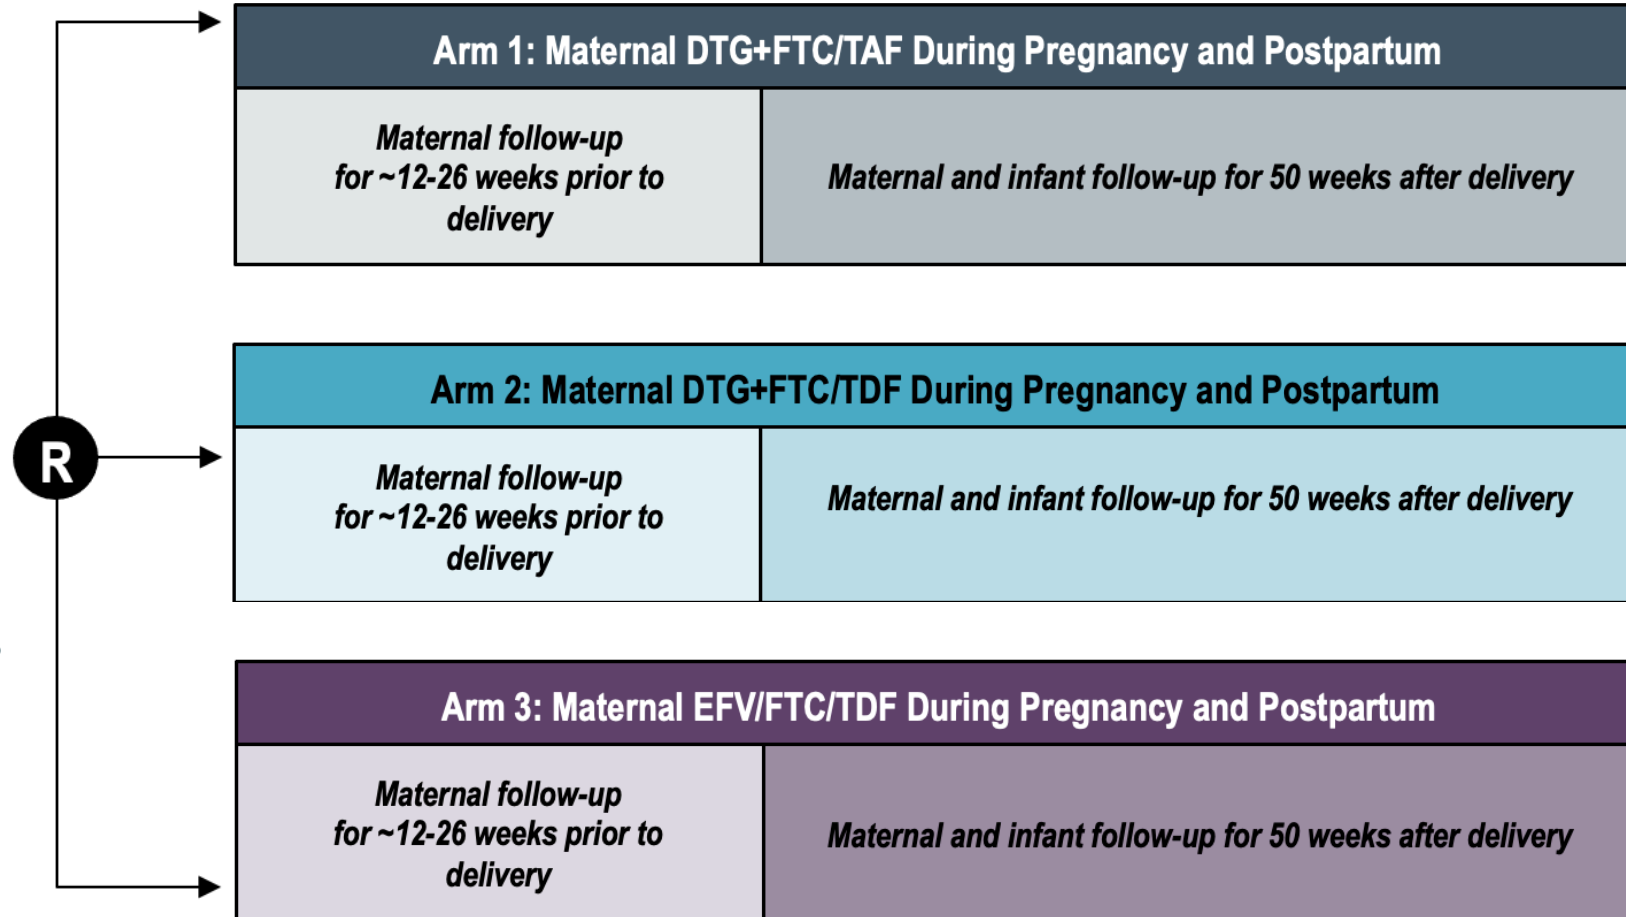 Arm 1: Maternal DTG+FTC/TAF During Pregnancy and Postpartum
Maternal follow-up
for ~12-26 weeks prior to
delivery
Maternal and infant follow-up for 50 weeks after delivery
R
Arm 2: Maternal DTG+FTC/TDF During Pregnancy and Postpartum
Maternal follow-up
for ~12-26 weeks prior to
delivery
Maternal and infant follow-up for 50 weeks after delivery
Arm 3: Maternal EFV/FTC/TDF During Pregnancy and Postpartum
Maternal follow-up
for ~12-26 weeks prior to
delivery
Maternal and infant follow-up for 50 weeks after delivery